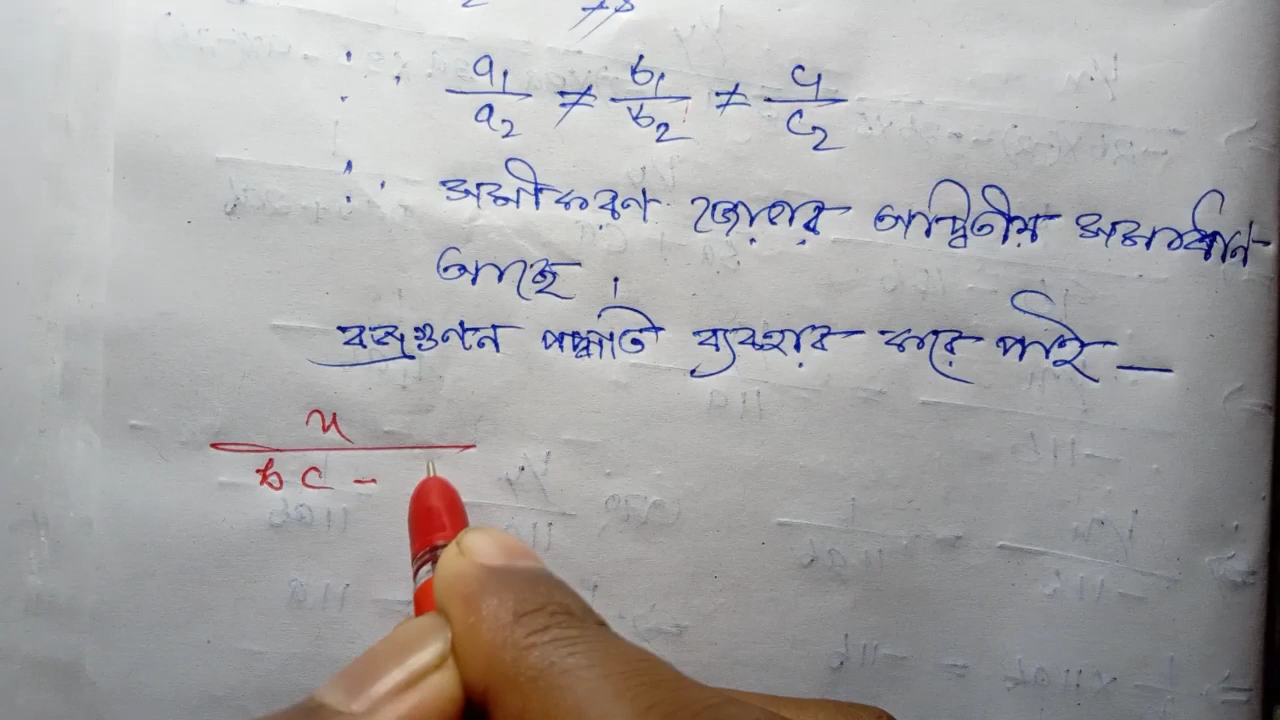 ∴ a₁/a₂ ≠ b₁/b₂ ≠ c₁/c₂
∴ সমীকরণ জোটের অদ্বিতীয় সমাধান
আছে।
বজ্রগুণন পদ্ধতি ব্যবহার করে পাই —
x
bc -